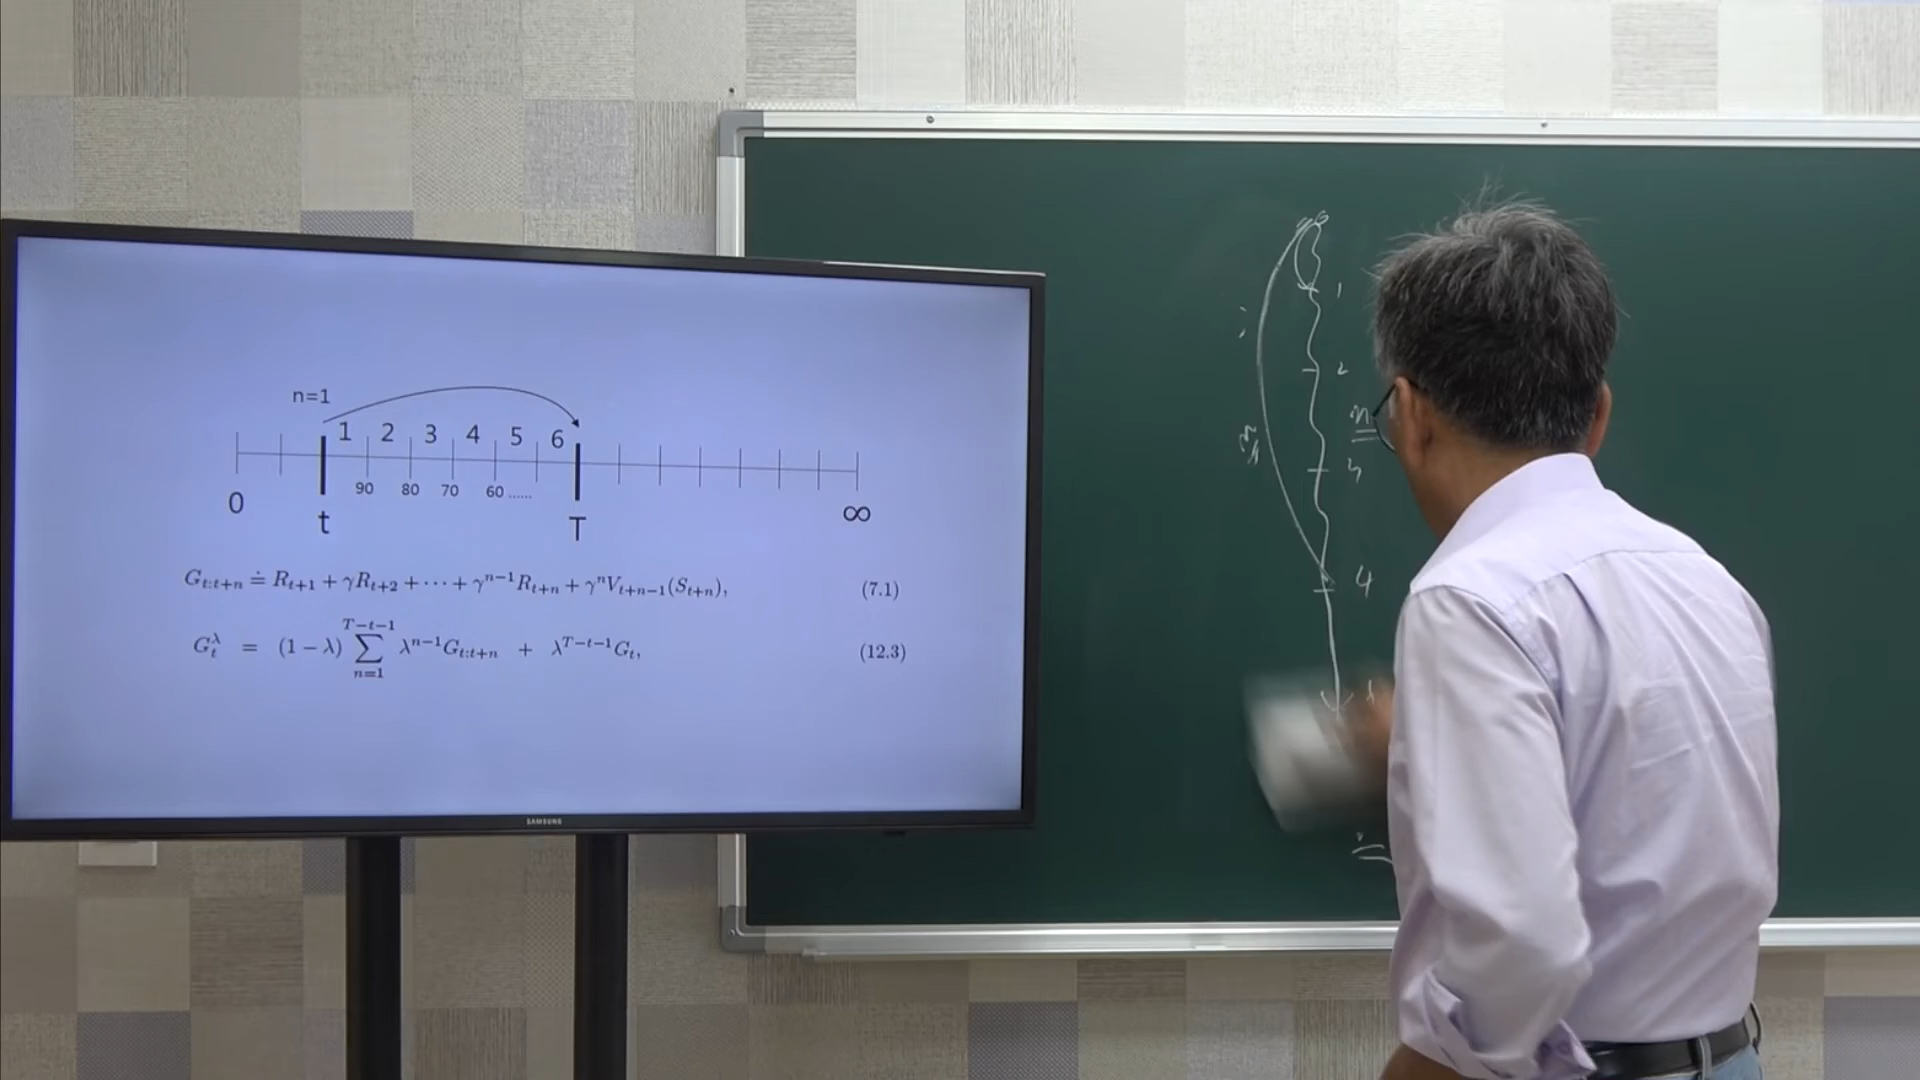 n=1
1 2 3 4 5 6
90 80 70 60 ......
0 t T ∞
G_{t:t+n} ≐ R_{t+1} + γR_{t+2} + ⋯ + γ^{n−1}R_{t+n} + γ^n V_{t+n−1}(S_{t+n}), (7.1)
G_t^λ = (1 − λ) \sum_{n=1}^{T−t−1} λ^{n−1}G_{t:t+n} + λ^{T−t−1}G_t, (12.3)
SAMSUNG
1
2
n
3
4